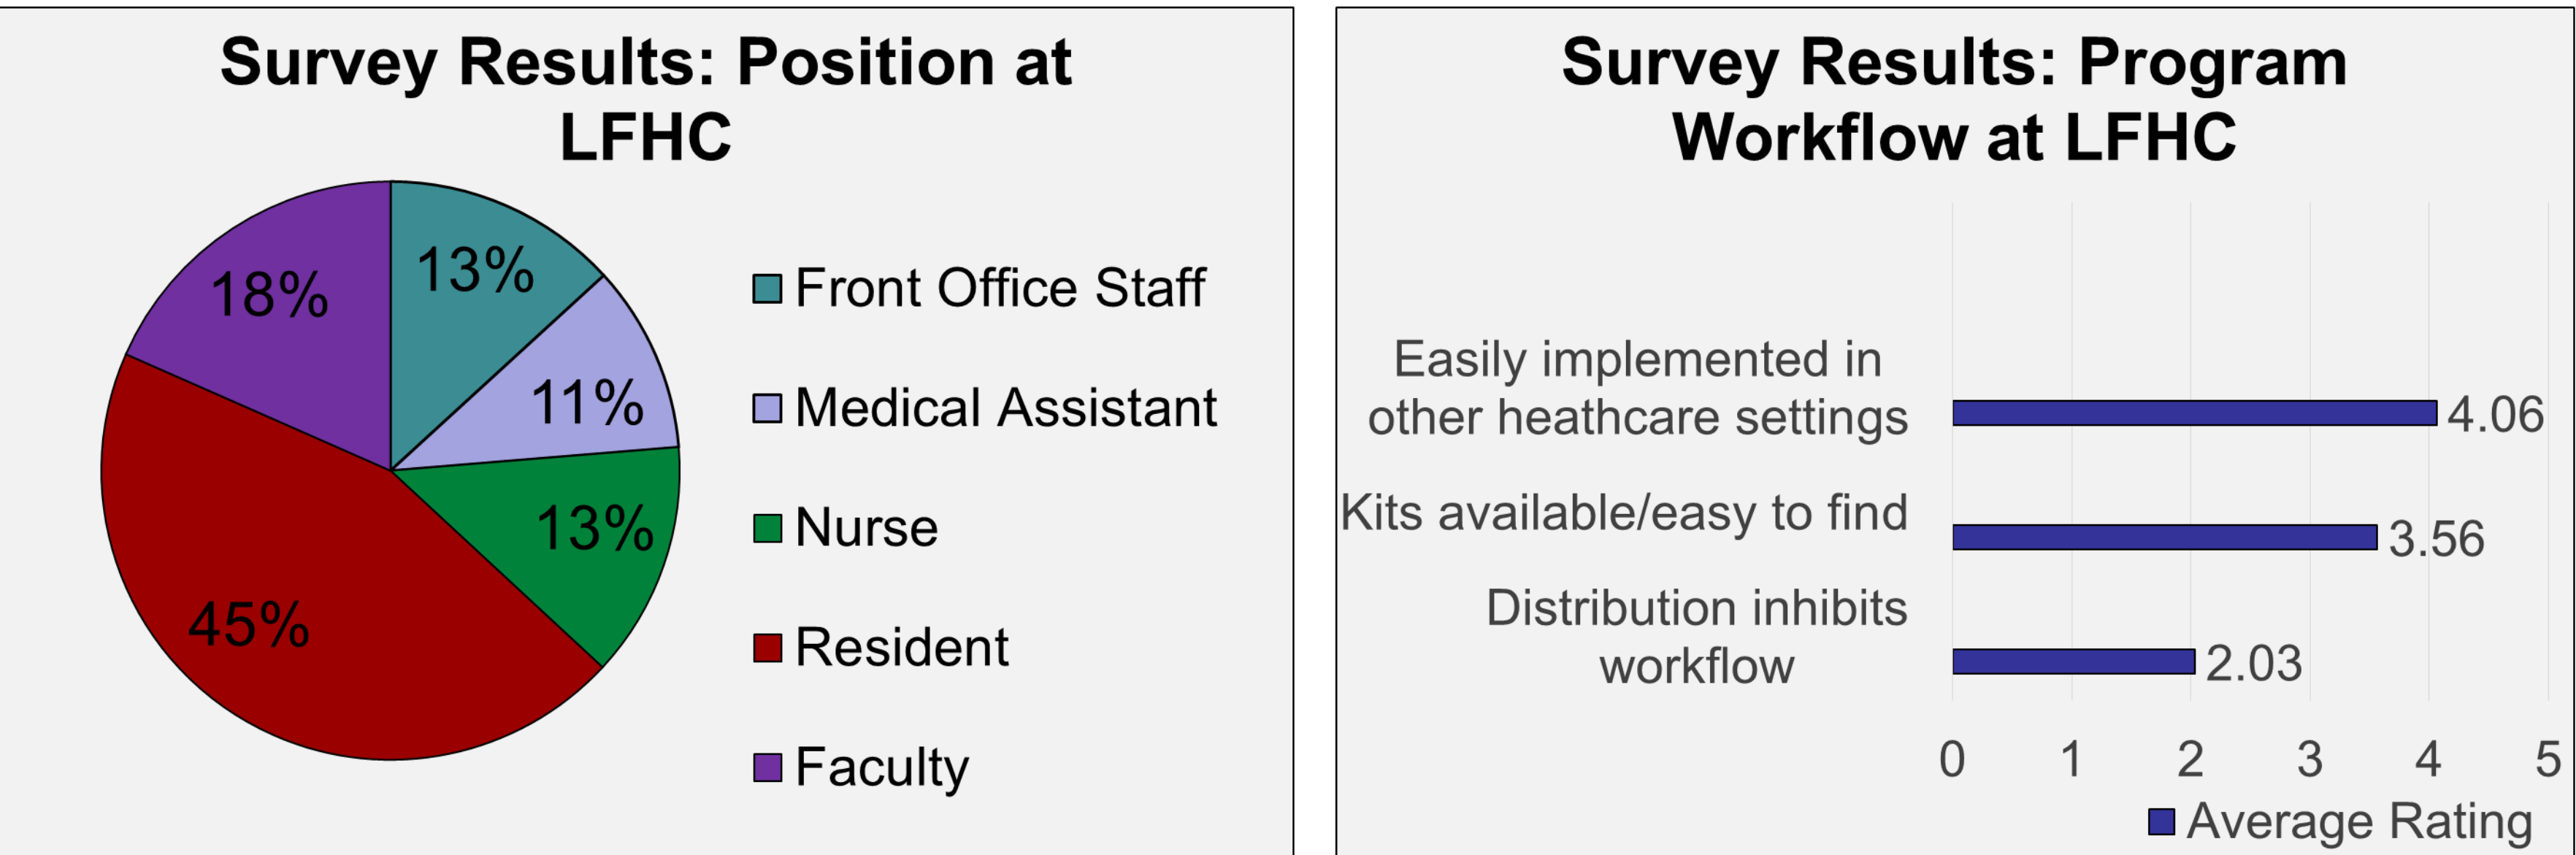 Survey Results: Position at
LFHC
13%
11%
13%
45%
18%
Front Office Staff
Medical Assistant
Nurse
Resident
Faculty
Survey Results: Program
Workflow at LFHC
Easily implemented in
other heathcare settings
4.06
Kits available/easy to find
3.56
Distribution inhibits
workflow
2.03
0 1 2 3 4 5
Average Rating